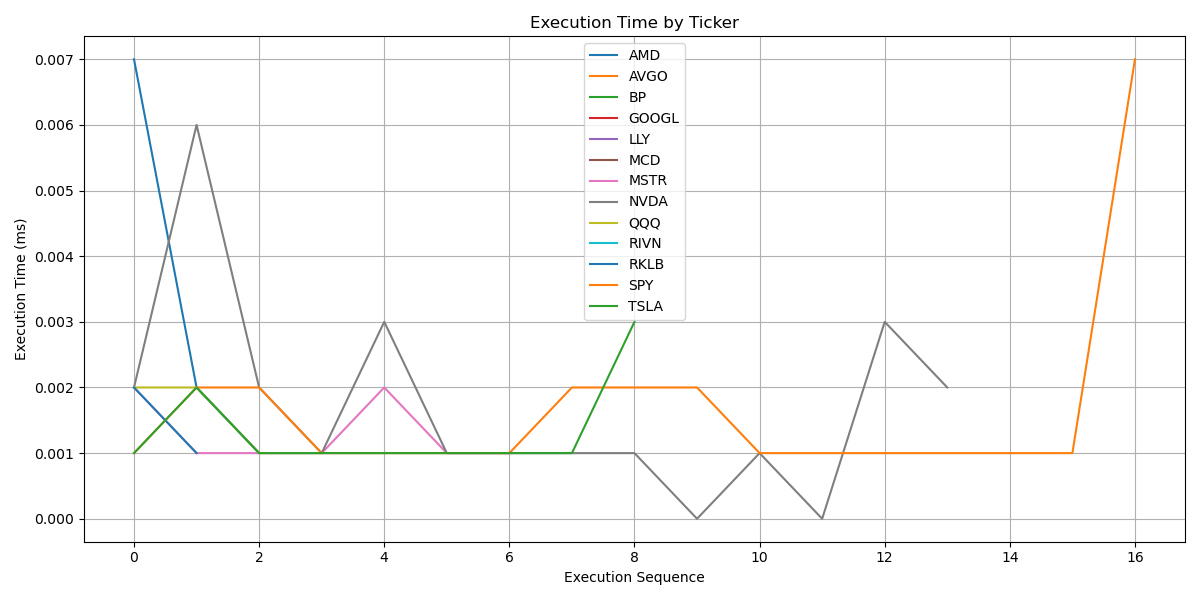 Execution Time by Ticker
Execution Time (ms)
0.007
0.006
0.005
0.004
0.003
0.002
0.001
0.000
AMD
AVGO
BP
GOOGL
LLY
MCD
MSTR
NVDA
QQQ
RIVN
RKLB
SPY
TSLA
0 2 4 6 8 10 12 14 16
Execution Sequence